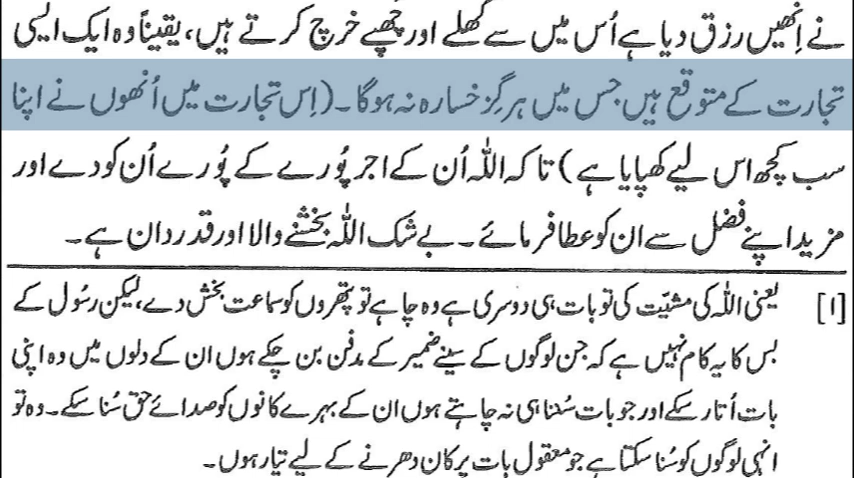 نے اِنھیں رزق دیا ہے اُس میں سے کھلے اور چھپے خرچ کرتے ہیں، یقیناً وہ ایک ایسی
تجارت کے متوقع ہیں جس میں ہرگز خسارہ نہ ہوگا۔ (اِس تجارت میں اُنھوں نے اپنا
سب کچھ اس لیے کھپایا ہے) تاکہ اللہ اُن کے اجر پُورے کے پُورے اُن کو دے اور
مزید اپنے فضل سے ان کو عطا فرمائے۔ بے شک اللہ بخشنے والا اور قدردان ہے۔
[۱] یعنی اللہ کی مشیّت کی تو بات ہی دوسری ہے وہ چاہے تو پتھروں کو سماعت بخش دے، لیکن رسُول کے
بس کا یہ کام نہیں ہے کہ جن لوگوں کے سینے ضمیر کے مدفن بن چکے ہوں ان کے دلوں میں وہ اپنی
بات اُتار سکے اور جو بات سُننا ہی نہ چاہتے ہوں ان کے بہرے کانوں کو صدائے حق سُنا سکے۔ وہ تو
انہی لوگوں کو سُنا سکتا ہے جو معقول بات پر کان دھرنے کے لیے تیار ہوں۔